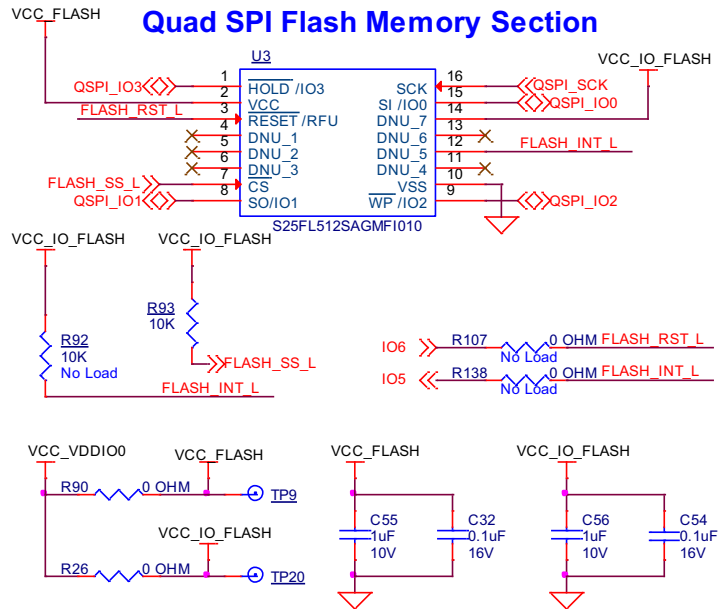 Quad SPI Flash Memory Section
VCC_FLASH
U3
VCC_IO_FLASH
QSPI_IO3 1 HOLD /IO3 SCK 16 QSPI_SCK
2 VCC SI /IO0 15 QSPI_IO0
FLASH_RST_L 3 RESET /RFU DNU_7 14
4 DNU_1 DNU_6 13
5 DNU_2 DNU_5 12 FLASH_INT_L
6 DNU_3 DNU_4 11
FLASH_SS_L 7 CS VSS 10
QSPI_IO1 8 SO/IO1 WP /IO2 9 QSPI_IO2
S25FL512SAGMFI010
VCC_IO_FLASH VCC_IO_FLASH
R93
10K
R92
10K
No Load
FLASH_SS_L
FLASH_INT_L
IO6 R107 0 OHM FLASH_RST_L
No Load
IO5 R138 0 OHM FLASH_INT_L
No Load
VCC_VDDIO0 VCC_FLASH VCC_FLASH VCC_IO_FLASH
R90 0 OHM TP9
VCC_IO_FLASH
R26 0 OHM TP20
C55
1uF
10V
C32
0.1uF
16V
C56
1uF
10V
C54
0.1uF
16V